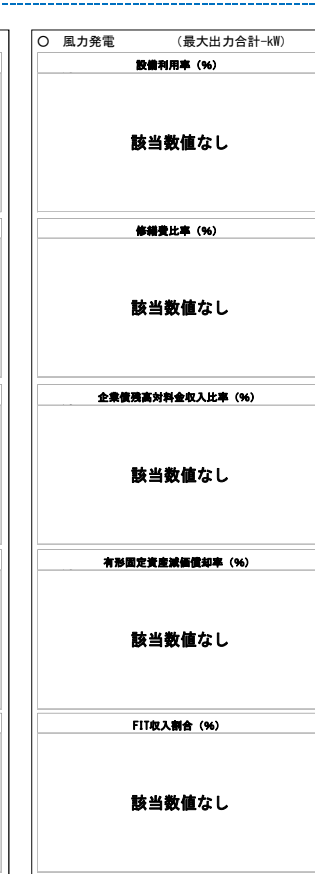 ○ 風力発電 （最大出力合計-kW）
設備利用率（%）
該当数値なし
修繕費比率（%）
該当数値なし
企業債残高対料金収入比率（%）
該当数値なし
有形固定資産減価償却率（%）
該当数値なし
FIT収入割合（%）
該当数値なし